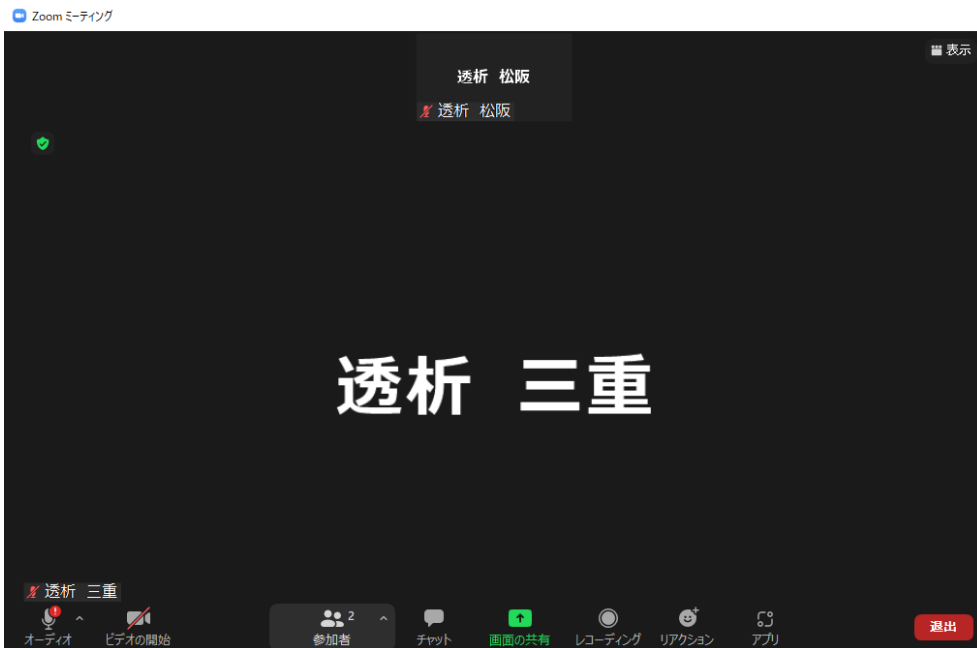 Zoom ミーティング
表示
透析 松阪
透析 松阪
透析 三重
透析 三重
オーディオ
ビデオの開始
2
参加者
チャット
画面の共有
レコーディング
リアクション
アプリ
退出